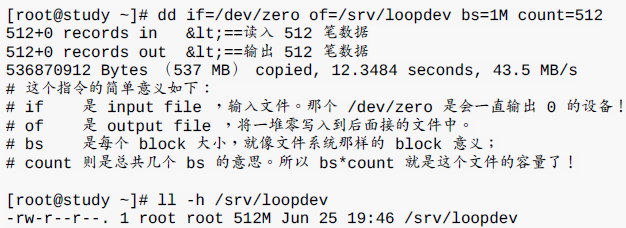 [root@study ~]# dd if=/dev/zero of=/srv/loopdev bs=1M count=512
512+0 records in   &lt;==读入 512 笔数据
512+0 records out  &lt;==输出 512 笔数据
536870912 Bytes （537 MB） copied, 12.3484 seconds, 43.5 MB/s
# 这个指令的简单意义如下：
# if    是 input file ，输入文件。那个 /dev/zero 是会一直输出 0 的设备！
# of    是 output file ，将一堆零写入到后面接的文件中。
# bs    是每个 block 大小，就像文件系统那样的 block 意义；
# count 则是总共几个 bs 的意思。所以 bs*count 就是这个文件的容量了！
[root@study ~]# ll -h /srv/loopdev
-rw-r--r--. 1 root root 512M Jun 25 19:46 /srv/loopdev